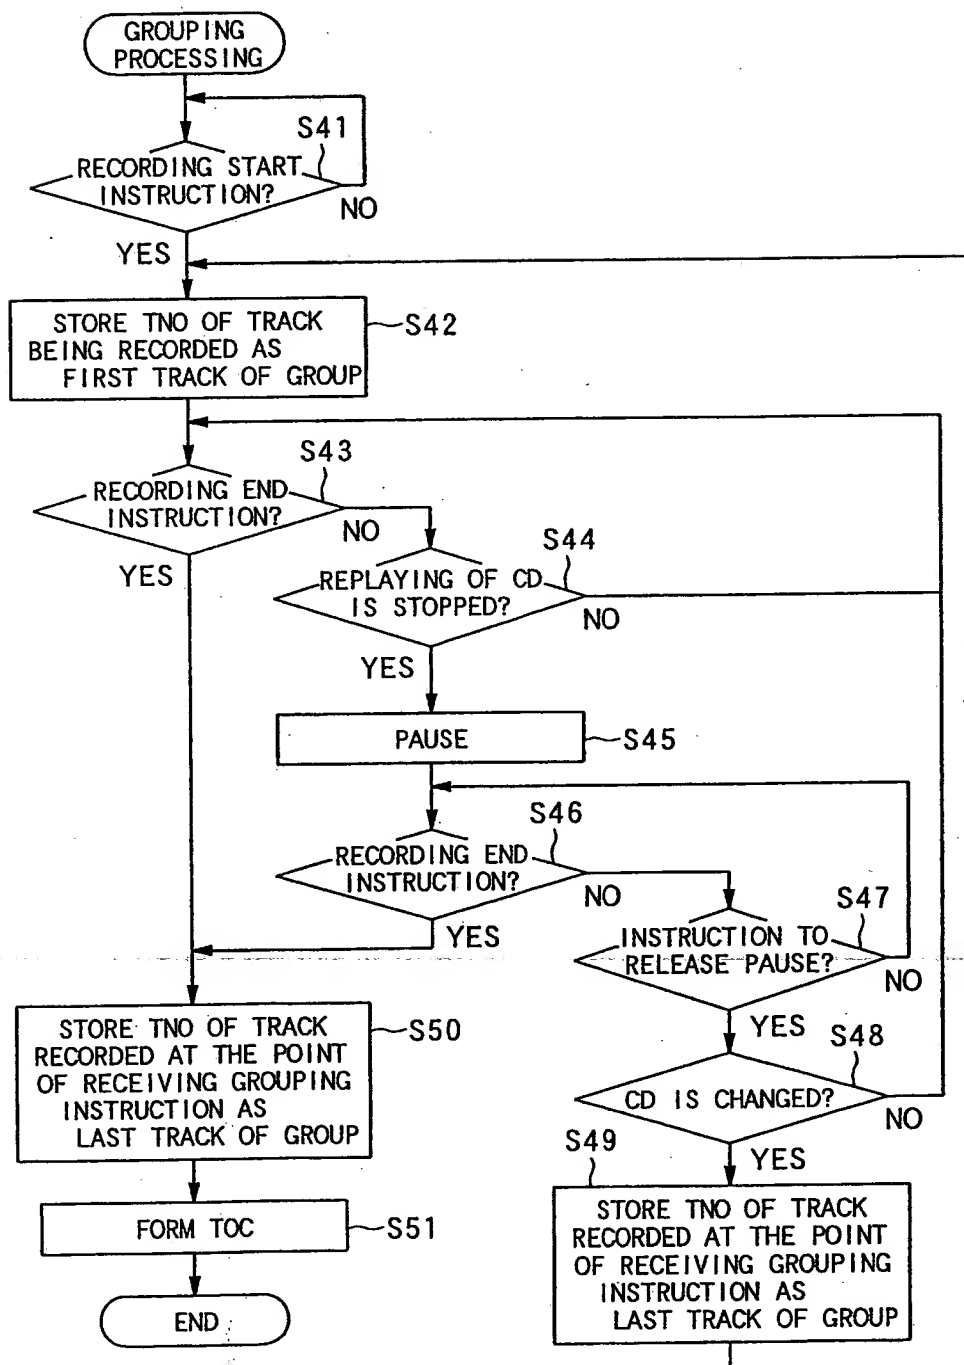 GROUPING
PROCESSING
S41
RECORDING START
INSTRUCTION?
NO
YES
STORE TNO OF TRACK
BEING RECORDED AS
FIRST TRACK OF GROUP
S42
S43
RECORDING END
INSTRUCTION?
NO
YES
S44
REPLAYING OF CD
IS STOPPED?
NO
YES
PAUSE
S45
S46
RECORDING END
INSTRUCTION?
NO
YES
S47
INSTRUCTION TO
RELEASE PAUSE?
NO
YES
S48
CD IS CHANGED?
NO
YES
S49
STORE TNO OF TRACK
RECORDED AT THE POINT
OF RECEIVING GROUPING
INSTRUCTION AS
LAST TRACK OF GROUP
STORE TNO OF TRACK
RECORDED AT THE POINT
OF RECEIVING GROUPING
INSTRUCTION AS
LAST TRACK OF GROUP
S50
FORM TOC
S51
END